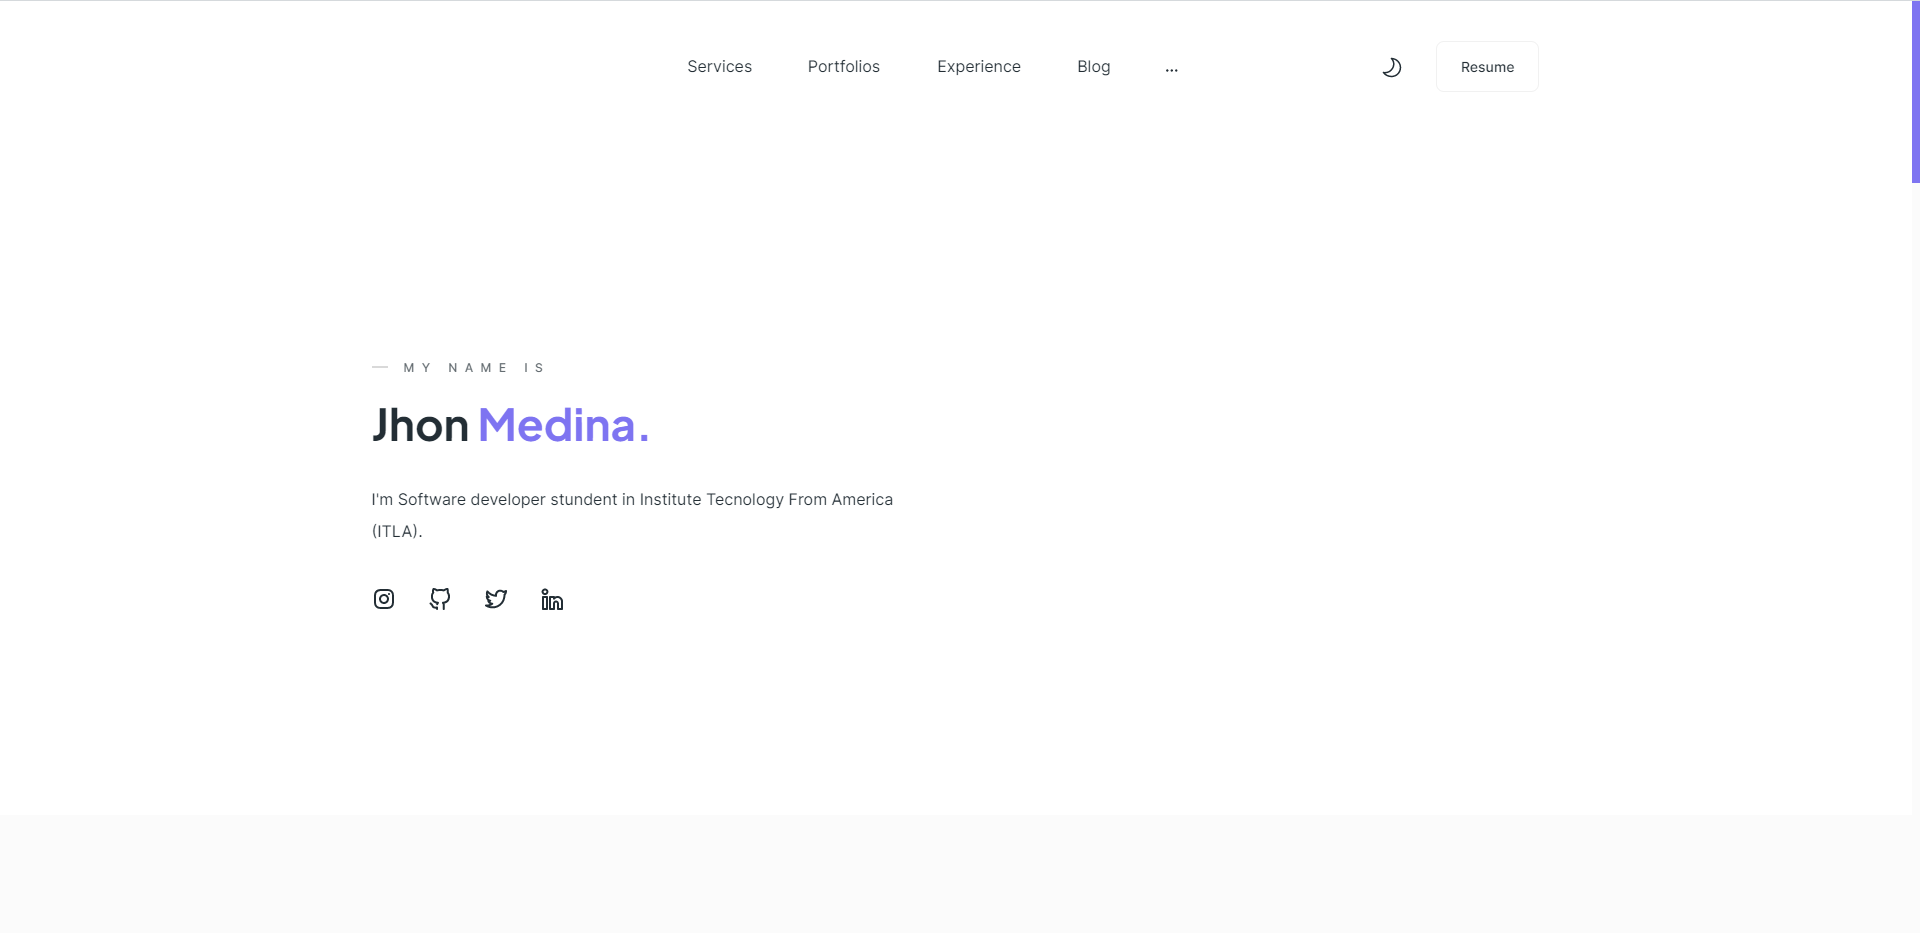 Services Portfolios Experience Blog ... Resume
MY NAME IS
Jhon Medina.
I'm Software developer stundent in Institute Tecnology From America
(ITLA).